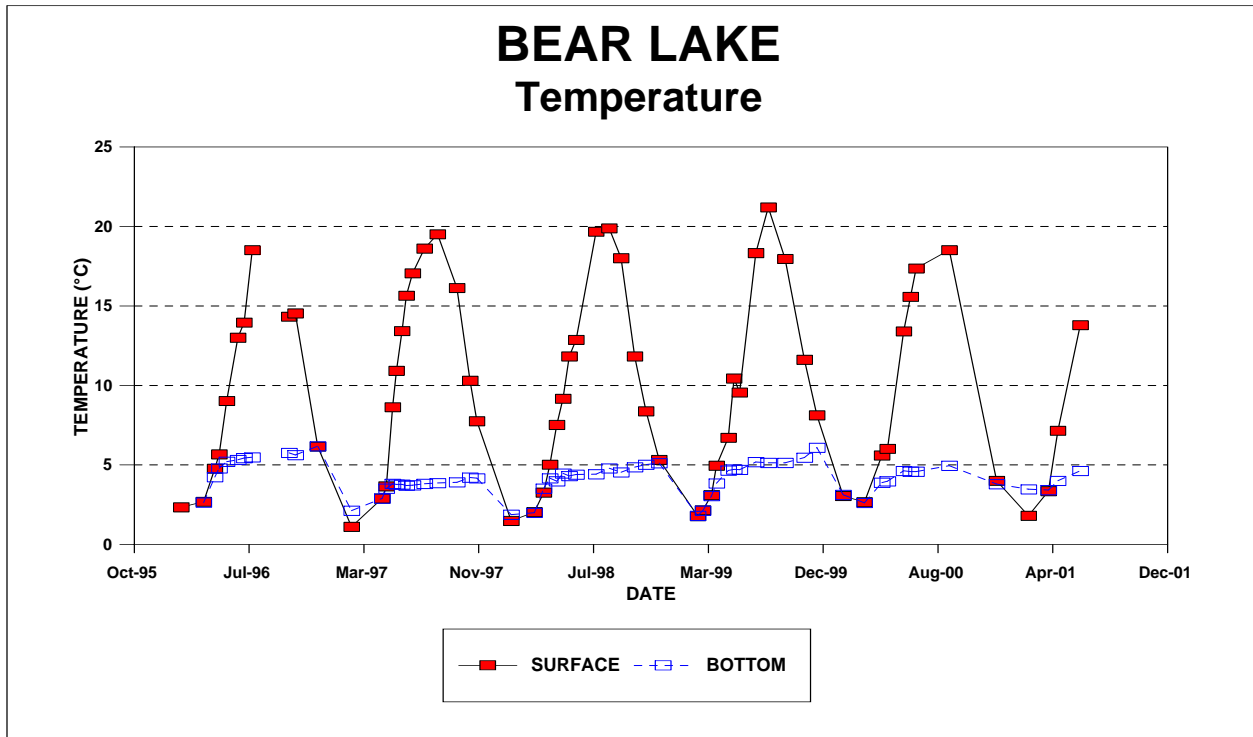 BEAR LAKE
Temperature
25
20
15
10
5
0
TEMPERATURE (°C)
Oct-95 Jul-96 Mar-97 Nov-97 Jul-98 Mar-99 Dec-99 Aug-00 Apr-01 Dec-01
DATE
SURFACE BOTTOM